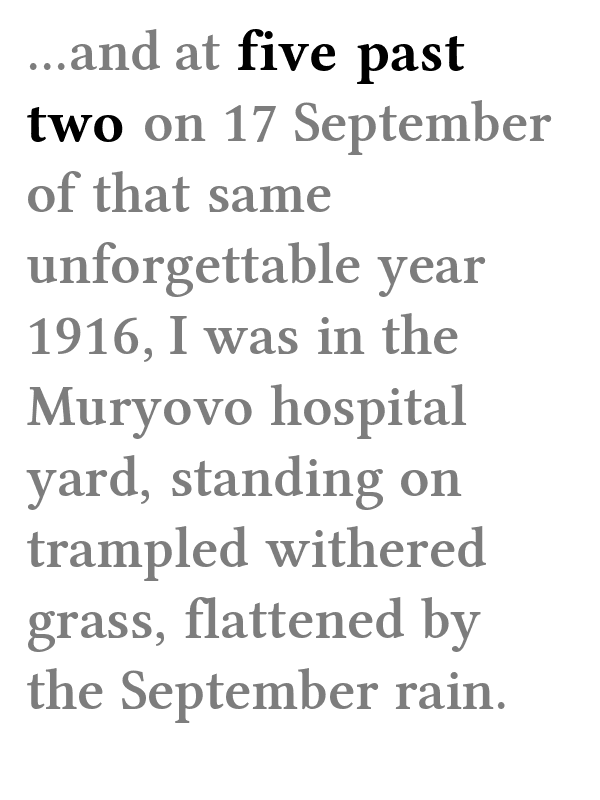 ...and at five past
two on 17 September
of that same
unforgettable year
1916, I was in the
Muryovo hospital
yard, standing on
trampled withered
grass, flattened by
the September rain.